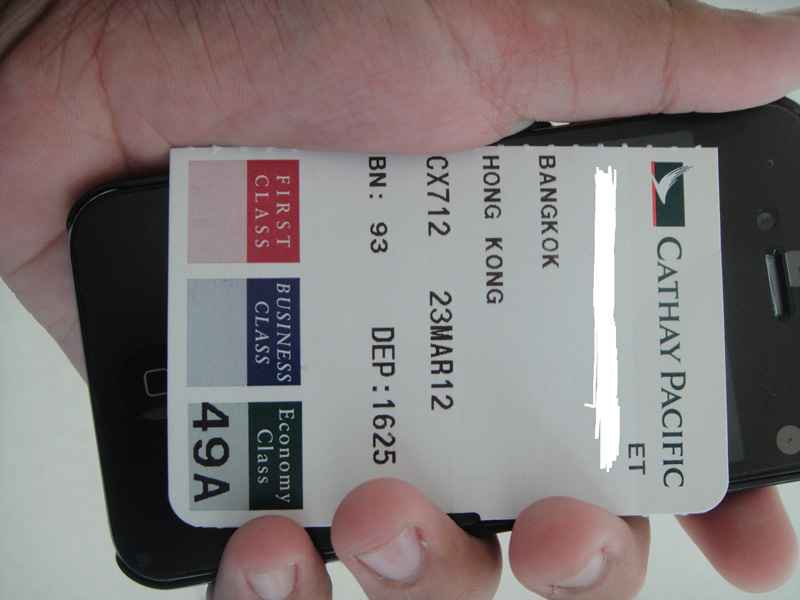 CATHAY PACIFIC
ET
BANGKOK
HONG KONG
CX712 23MAR12
BN: 93 DEP:1625
FIRST CLASS
BUSINESS CLASS
Economy Class
49A